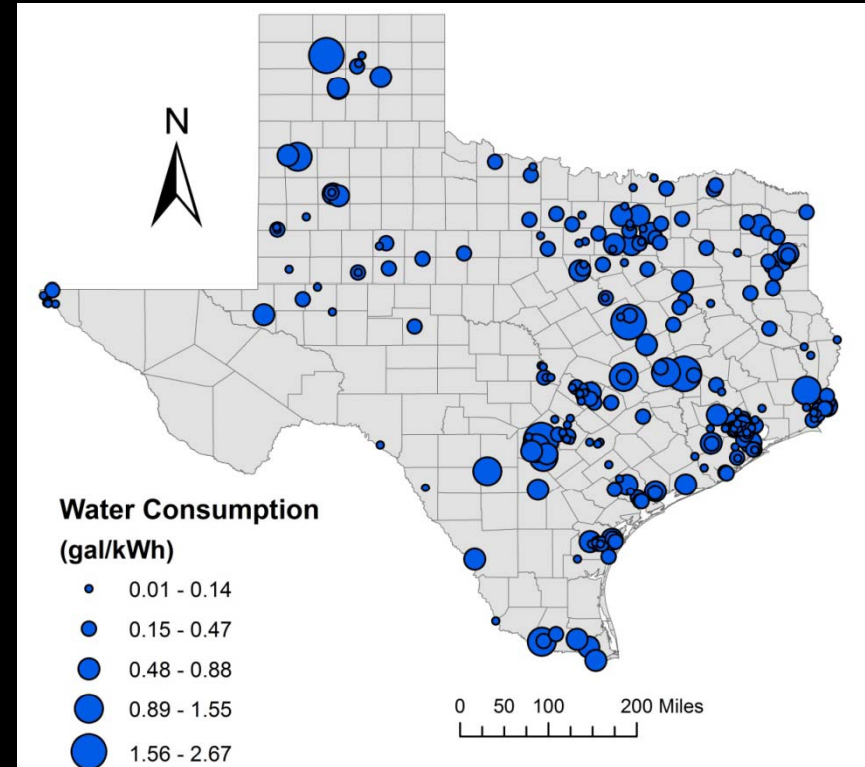 N
Water Consumption
(gal/kWh)
0.01 - 0.14
0.15 - 0.47
0.48 - 0.88
0.89 - 1.55
1.56 - 2.67
0 50 100 200 Miles